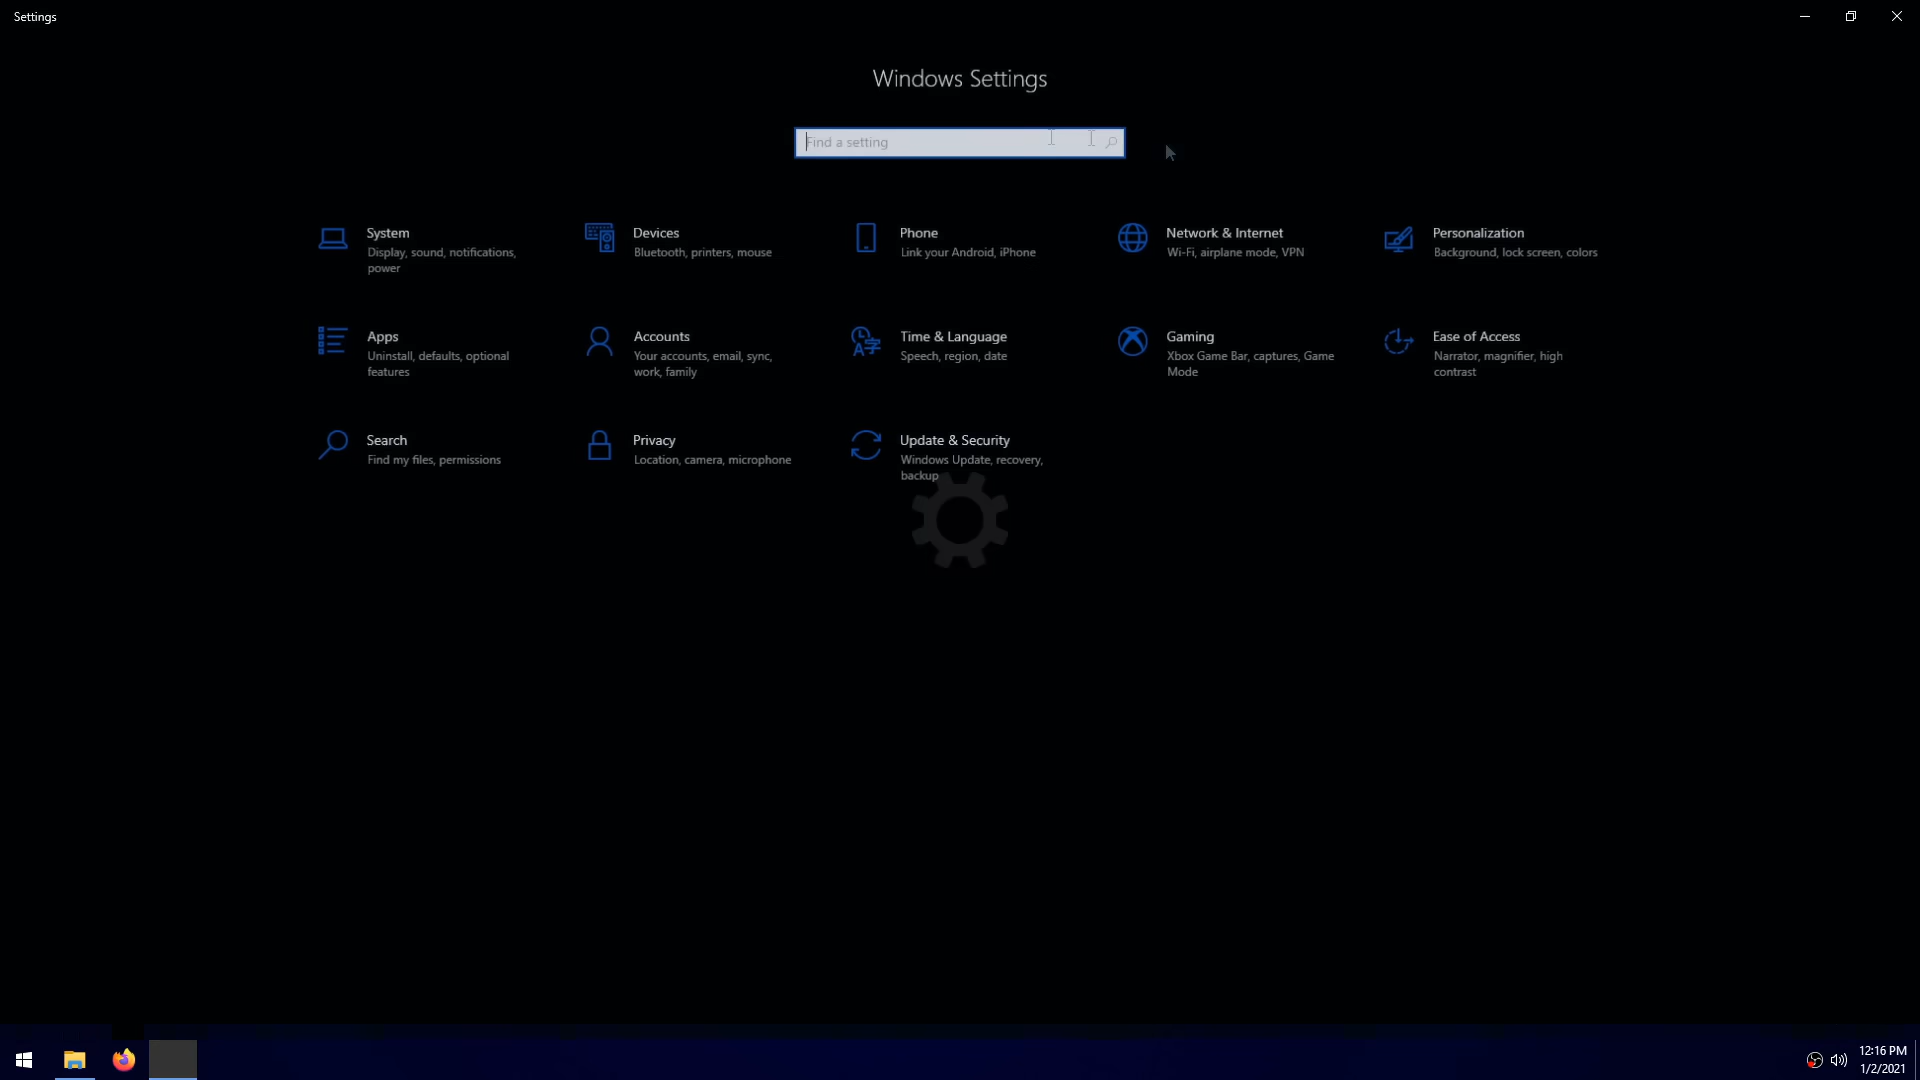 Settings
Windows Settings
Find a setting
System
Display, sound, notifications,
power
Devices
Bluetooth, printers, mouse
Phone
Link your Android, iPhone
Network & Internet
Wi-Fi, airplane mode, VPN
Personalization
Background, lock screen, colors
Apps
Uninstall, defaults, optional
features
Accounts
Your accounts, email, sync,
work, family
Time & Language
Speech, region, date
Gaming
Xbox Game Bar, captures, Game
Mode
Ease of Access
Narrator, magnifier, high
contrast
Search
Find my files, permissions
Privacy
Location, camera, microphone
Update & Security
Windows Update, recovery,
backup
12:16 PM
1/2/2021